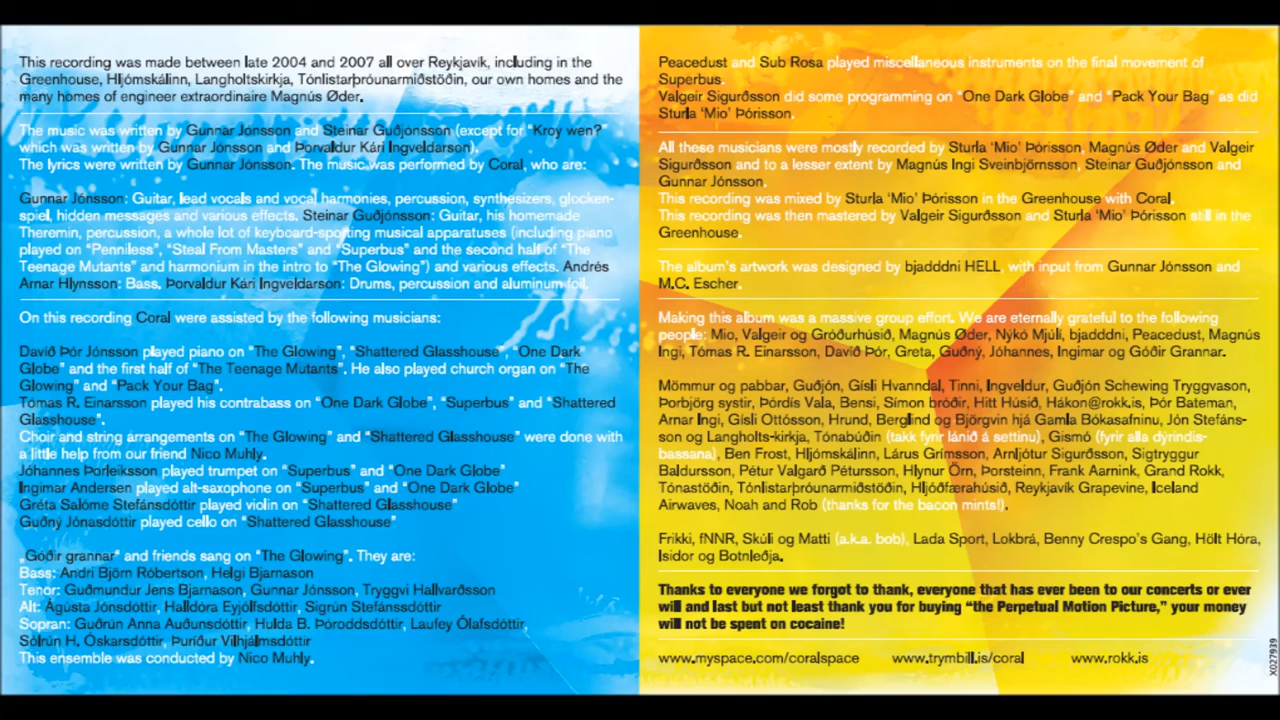 This recording was made between late 2004 and 2007 all over Reykjavík, including in the
Greenhouse, Hljómskálinn, Langholtskirkja, Tónlistarþróunarmiðstöðin, our own homes and the
many homes of engineer extraordinaire Magnús Øder.
The music was written by Gunnar Jónsson and Steinar Guðjónsson (except for "Kroy wen?"
which was written by Gunnar Jónsson and Þorvaldur Kári Ingveldarson).
The lyrics were written by Gunnar Jónsson. The music was performed by Coral, who are:
Gunnar Jónsson: Guitar, lead vocals and vocal harmonies, percussion, synthesizers, glocken-
spiel, hidden messages and various effects. Steinar Guðjónsson: Guitar, his homemade
Theremin, percussion, a whole lot of keyboard-sporting musical apparatuses (including piano
played on "Penniless", "Steal From Masters" and "Superbus" and the second half of "The
Teenage Mutants" and harmonium in the intro to "The Glowing") and various effects. Andrés
Arnar Hlynsson: Bass. Þorvaldur Kári Ingveldarson: Drums, percussion and aluminum foil.
On this recording Coral were assisted by the following musicians:
Davíð Þór Jónsson played piano on "The Glowing", "Shattered Glasshouse", "One Dark
Globe" and the first half of "The Teenage Mutants". He also played church organ on "The
Glowing" and "Pack Your Bag".
Tómas R. Einarsson played his contrabass on "One Dark Globe", "Superbus" and "Shattered
Glasshouse".
Choir and string arrangements on "The Glowing" and "Shattered Glasshouse" were done with
a little help from our friend Nico Muhly.
Jóhannes Þorleiksson played trumpet on "Superbus" and "One Dark Globe"
Ingimar Andersen played alt-saxophone on "Superbus" and "One Dark Globe"
Gréta Salóme Stefánsdóttir played violin on "Shattered Glasshouse"
Guðný Jónasdóttir played cello on "Shattered Glasshouse"
„Góðir grannar" and friends sang on "The Glowing". They are:
Bass: Andri Björn Róbertson, Helgi Bjarnason
Tenor: Guðmundur Jens Bjarnason, Gunnar Jónsson, Tryggvi Hallvarðsson
Alt: Ágústa Jónsdóttir, Halldóra Eyjólfsdóttir, Sigrún Stefánssdóttir
Sopran: Guðrún Anna Auðunsdóttir, Hulda B. Þóroddsdóttir, Laufey Ólafsdóttir,
Sólrún H. Óskarsdóttir, Þuríður Vilhjálmsdóttir
This ensemble was conducted by Nico Muhly.
Peacedust and Sub Rosa played miscellaneous instruments on the final movement of
Superbus.
Valgeir Sigurðsson did some programming on "One Dark Globe" and "Pack Your Bag" as did
Sturla 'Mio' Þórisson.
All these musicians were mostly recorded by Sturla 'Mio' Þórisson, Magnús Øder and Valgeir
Sigurðsson and to a lesser extent by Magnús Ingi Sveinbjörnsson, Steinar Guðjónsson and
Gunnar Jónsson.
This recording was mixed by Sturla 'Mio' Þórisson in the Greenhouse with Coral.
This recording was then mastered by Valgeir Sigurðsson and Sturla 'Mio' Þórisson still in the
Greenhouse.
The album's artwork was designed by bjadddni HELL, with input from Gunnar Jónsson and
M.C. Escher.
Making this album was a massive group effort. We are eternally grateful to the following
people: Mio, Valgeir og Gróðurhúsið, Magnús Øder, Nýkó Mjúlí, bjadddni, Peacedust, Magnús
Ingi, Tómas R. Einarsson, Davíð Þór, Greta, Guðný, Jóhannes, Ingimar og Góðir Grannar.
Mömmur og pabbar, Guðjón, Gísli Hvanndal, Tinni, Ingveldur, Guðjón Schewing Tryggvason,
Þorbjörg systir, Þórdís Vala, Bensi, Símon bróðir, Hitt Húsið, Hákon@rokk.is, Þór Bateman,
Arnar Ingi, Gísli Ottósson, Hrund, Berglind og Björgvin hjá Gamla Bókasafninu, Jón Stefáns-
son og Langholts-kirkja, Tónabúðin (takk fyrir lánið á settinu), Gismó (fyrir alla dýrindis-
bassana), Ben Frost, Hljómskálinn, Lárus Grímsson, Arnljótur Sigurðsson, Sigtryggur
Baldursson, Pétur Valgarð Pétursson, Hlynur Örn, Þorsteinn, Frank Aarnink, Grand Rokk,
Tónastöðin, Tónlistarþróunarmiðstöðin, Hljóðfærahúsið, Reykjavík Grapevine, Iceland
Airwaves, Noah and Rob (thanks for the bacon mints!).
Frikki, fNNR, Skúli og Matti (a.k.a. bob), Lada Sport, Lokbrá, Benny Crespo's Gang, Hölt Hóra,
Isidor og Botnleðja.
Thanks to everyone we forgot to thank, everyone that has ever been to our concerts or ever
will and last but not least thank you for buying "the Perpetual Motion Picture," your money
will not be spent on cocaine!
www.myspace.com/coralspace www.trymbill.is/coral www.rokk.is
X027939